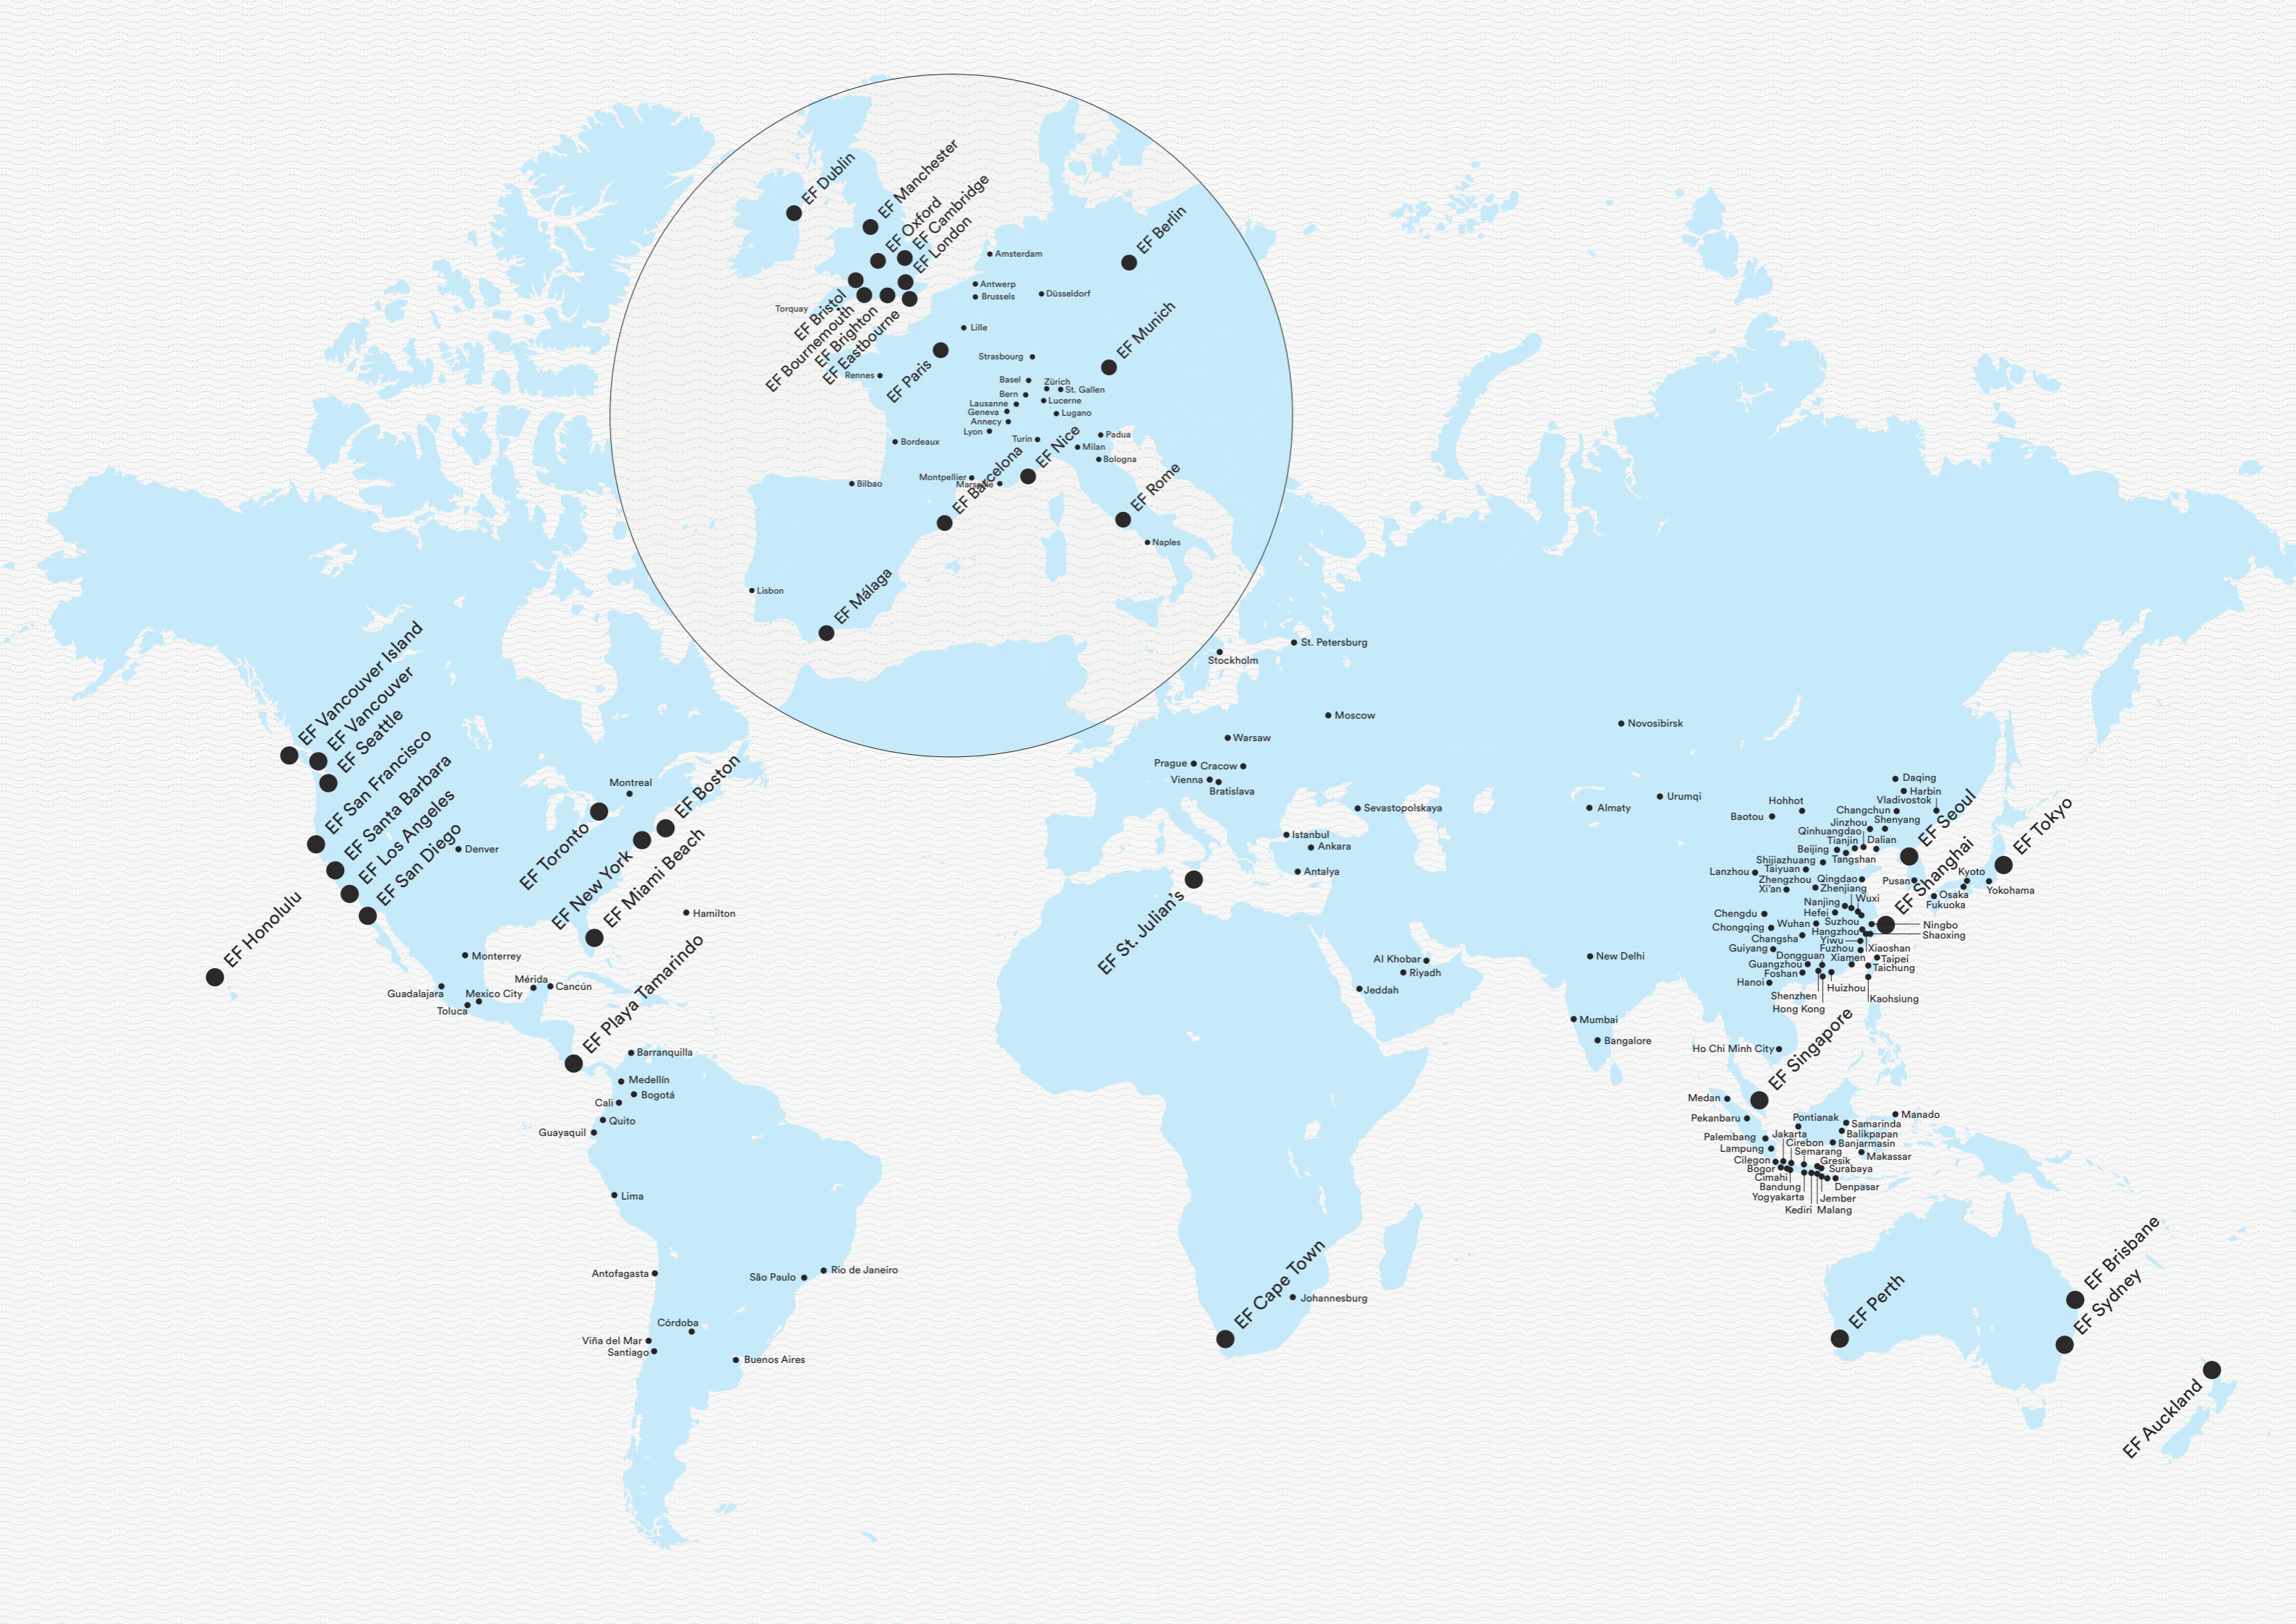 EF Dublin
EF Manchester
EF Oxford
EF Cambridge
EF London
EF Bristol
Torquay
EF Bournemouth
EF Brighton
EF Eastbourne
Amsterdam
Antwerp
Brussels
Düsseldorf
EF Berlin
Lille
EF Paris
Rennes
Strasbourg
EF Munich
Basel
Zürich
St. Gallen
Bern
Lucerne
Lausanne
Geneva
Lugano
Annecy
Lyon
Bordeaux
Turin
Padua
Milan
Bologna
EF Nice
Montpellier
Marseille
Bilbao
EF Barcelona
EF Rome
Naples
Lisbon
EF Málaga
EF Vancouver Island
EF Vancouver
EF Seattle
EF San Francisco
EF Santa Barbara
EF Los Angeles
EF San Diego
EF Honolulu
Denver
Montreal
EF Toronto
EF Boston
EF New York
EF Miami Beach
Hamilton
Monterrey
Guadalajara
Mexico City
Toluca
Mérida
Cancún
EF Playa Tamarindo
Barranquilla
Medellín
Bogotá
Cali
Quito
Guayaquil
Lima
Antofagasta
São Paulo
Rio de Janeiro
Córdoba
Viña del Mar
Santiago
Buenos Aires
Stockholm
St. Petersburg
Moscow
Warsaw
Prague
Cracow
Vienna
Bratislava
Sevastopolskaya
Istanbul
Ankara
Antalya
EF St. Julian's
Al Khobar
Riyadh
Jeddah
EF Cape Town
Johannesburg
Novosibirsk
Almaty
Urumqi
New Delhi
Mumbai
Bangalore
Daqing
Harbin
Vladivostok
Hohhot
Baotou
Changchun
Jinzhou
Shenyang
Qinhuangdao
Tianjin
Dalian
Beijing
Tangshan
Shijiazhuang
Taiyuan
Lanzhou
Zhengzhou
Qingdao
Xi'an
Zhenjiang
EF Seoul
EF Shanghai
EF Tokyo
Pusan
Kyoto
Yokohama
Osaka
Fukuoka
Nanjing
Wuxi
Hefei
Chengdu
Suzhou
Wuhan
Chongqing
Hangzhou
Ningbo
Shaoxing
Changsha
Yiwu
Guiyang
Fuzhou
Xiaoshan
Dongguan
Xiamen
Taipei
Guangzhou
Taichung
Foshan
Hanoi
Huizhou
Shenzhen
Kaohsiung
Hong Kong
Ho Chi Minh City
EF Singapore
Medan
Pekanbaru
Pontianak
Manado
Samarinda
Palembang
Jakarta
Balikpapan
Cirebon
Banjarmasin
Lampung
Semarang
Makassar
Cilegon
Gresik
Bogor
Surabaya
Cimahi
Bandung
Denpasar
Yogyakarta
Jember
Kediri
Malang
EF Perth
EF Brisbane
EF Sydney
EF Auckland